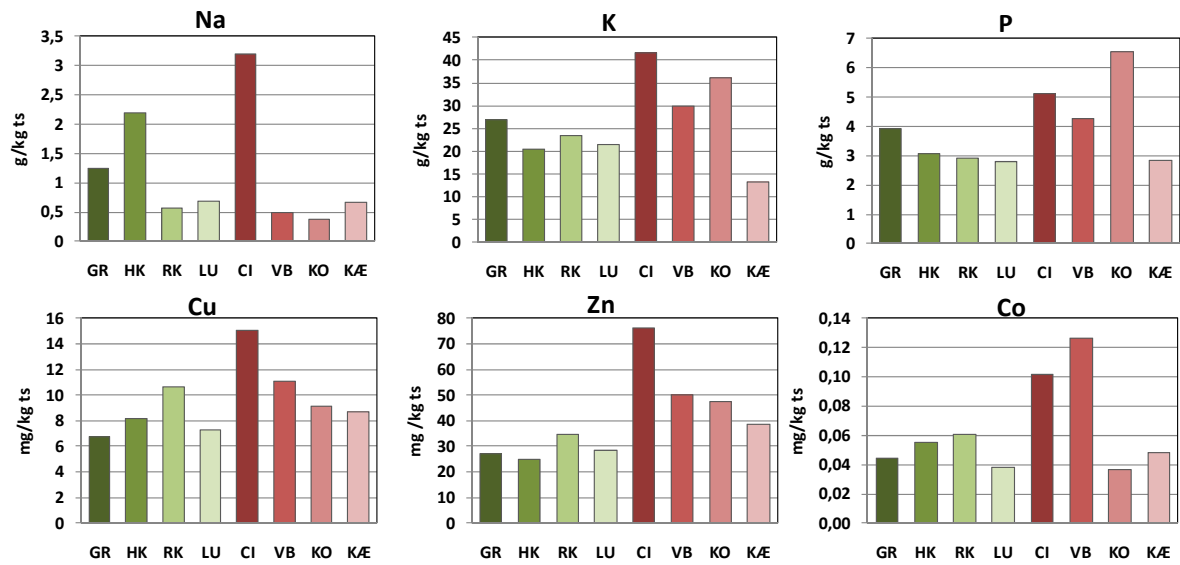 Na
g/kg ts
3,5
3
2,5
2
1,5
1
0,5
0
GR HK RK LU CI VB KO KÆ
K
g/kg ts
45
40
35
30
25
20
15
10
5
0
GR HK RK LU CI VB KO KÆ
P
g/kg ts
7
6
5
4
3
2
1
0
GR HK RK LU CI VB KO KÆ
Cu
mg/kg ts
16
14
12
10
8
6
4
2
0
GR HK RK LU CI VB KO KÆ
Zn
mg /kg ts
80
70
60
50
40
30
20
10
0
GR HK RK LU CI VB KO KÆ
Co
mg/kg ts
0,14
0,12
0,10
0,08
0,06
0,04
0,02
0,00
GR HK RK LU CI VB KO KÆ